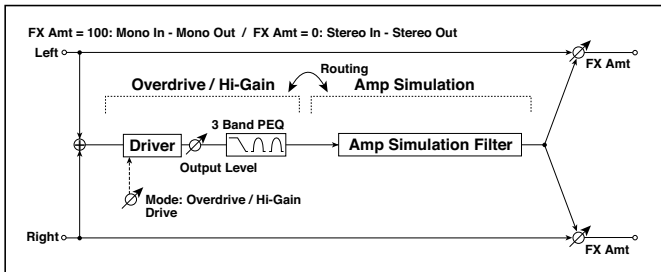 FX Amt = 100: Mono In - Mono Out / FX Amt = 0: Stereo In - Stereo Out
Left
FX Amt
Routing
Overdrive / Hi-Gain
Amp Simulation
3 Band PEQ
Driver
Amp Simulation Filter
Output Level
Mode: Overdrive / Hi-Gain
Drive
Right
FX Amt